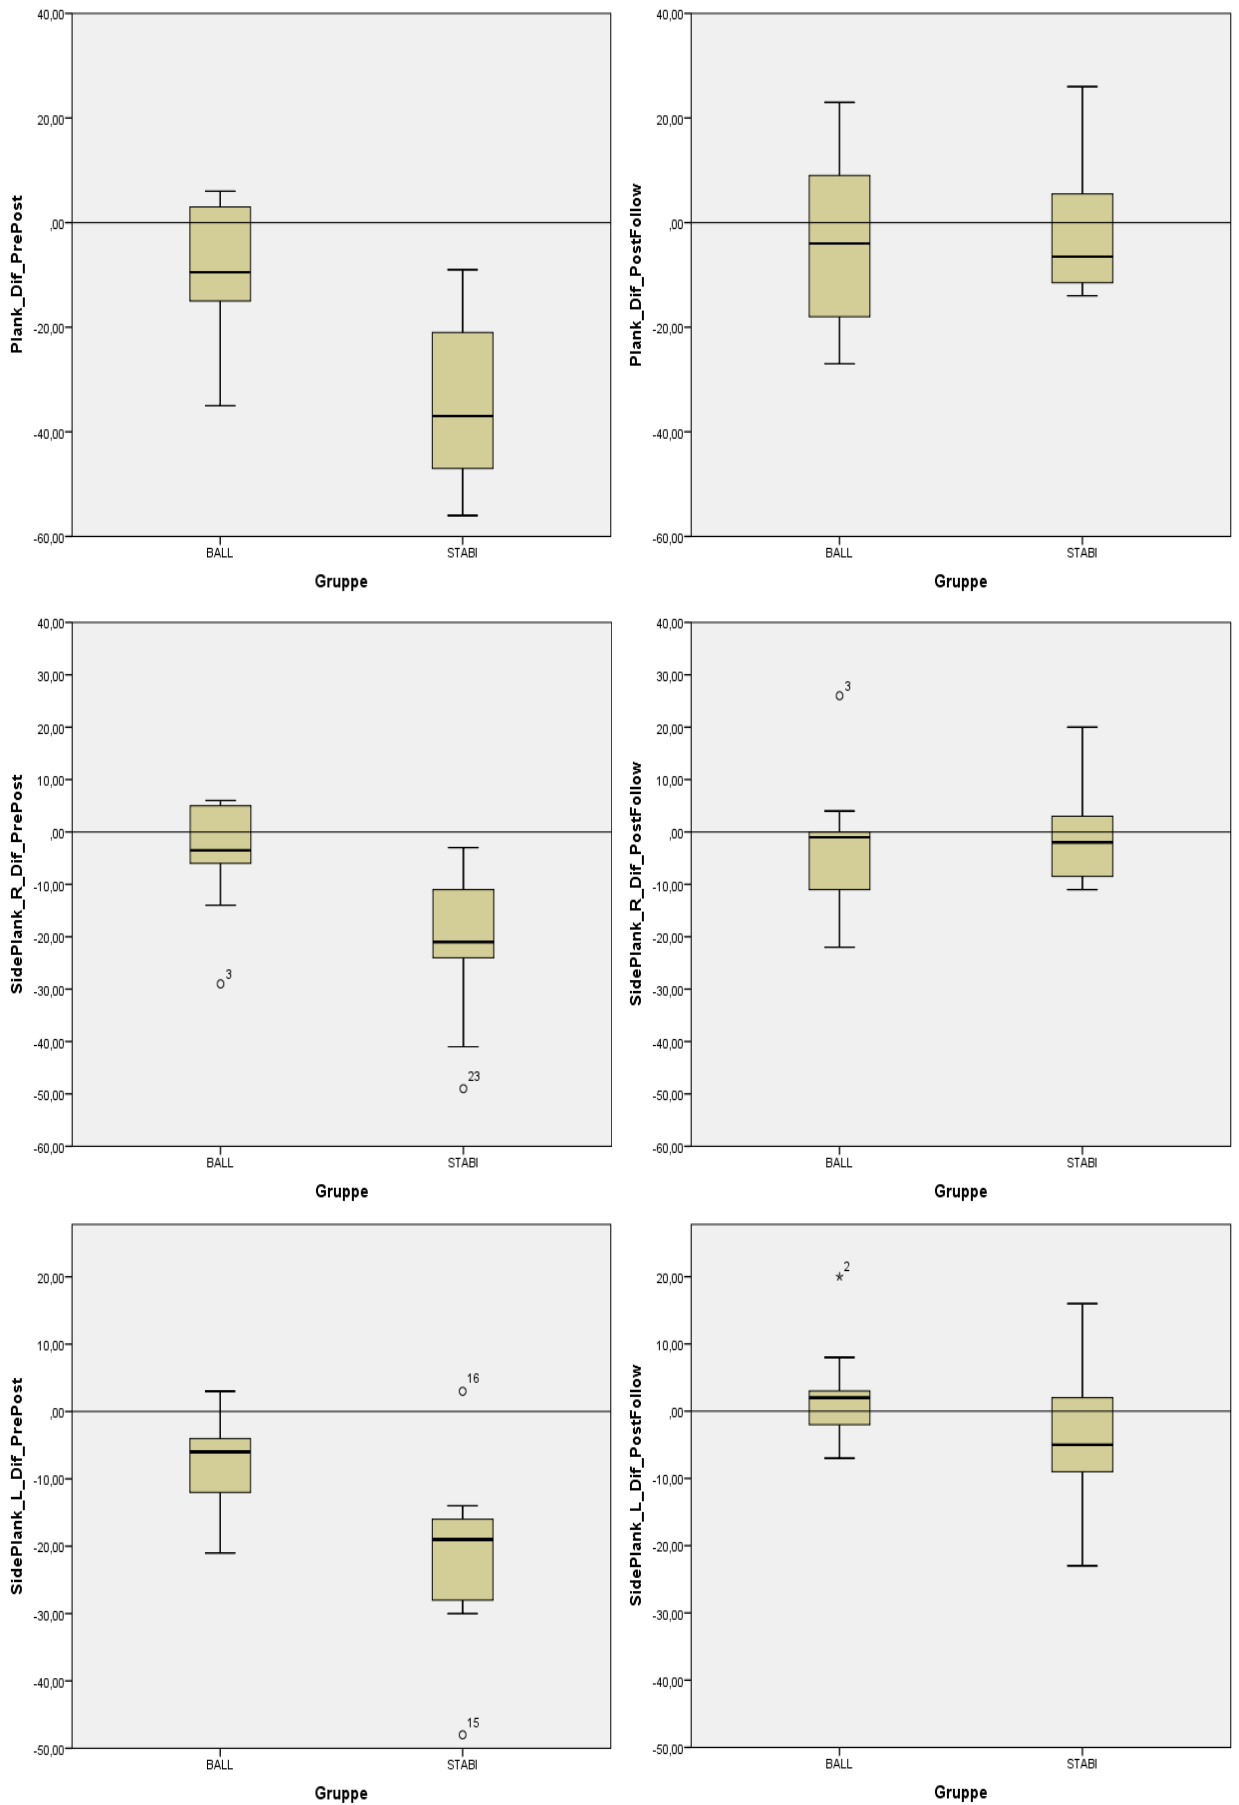 Plank_Dif_PrePost
40,00
20,00
,00
-20,00
-40,00
-60,00
BALL
STABI
Gruppe
Plank_Dif_PostFollow
40,00
20,00
,00
-20,00
-40,00
-60,00
BALL
STABI
Gruppe
SidePlank_R_Dif_PrePost
40,00
30,00
20,00
10,00
,00
-10,00
-20,00
-30,00
-40,00
-50,00
-60,00
3
23
BALL
STABI
Gruppe
SidePlank_R_Dif_PostFollow
40,00
30,00
20,00
10,00
,00
-10,00
-20,00
-30,00
-40,00
-50,00
-60,00
3
BALL
STABI
Gruppe
SidePlank_L_Dif_PrePost
20,00
10,00
,00
-10,00
-20,00
-30,00
-40,00
-50,00
16
15
BALL
STABI
Gruppe
SidePlank_L_Dif_PostFollow
20,00
10,00
,00
-10,00
-20,00
-30,00
-40,00
-50,00
2
BALL
STABI
Gruppe